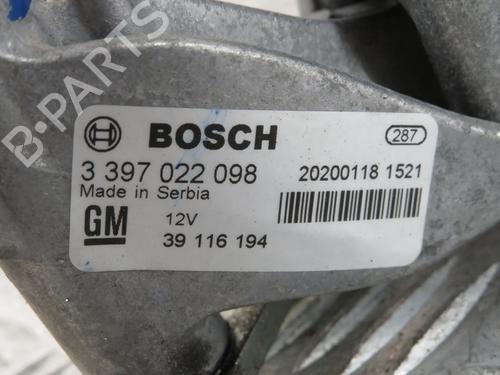 B-PARTS
BOSCH 287
3 397 022 098 20200118 1521
Made in Serbia
GM 12V
39 116 194